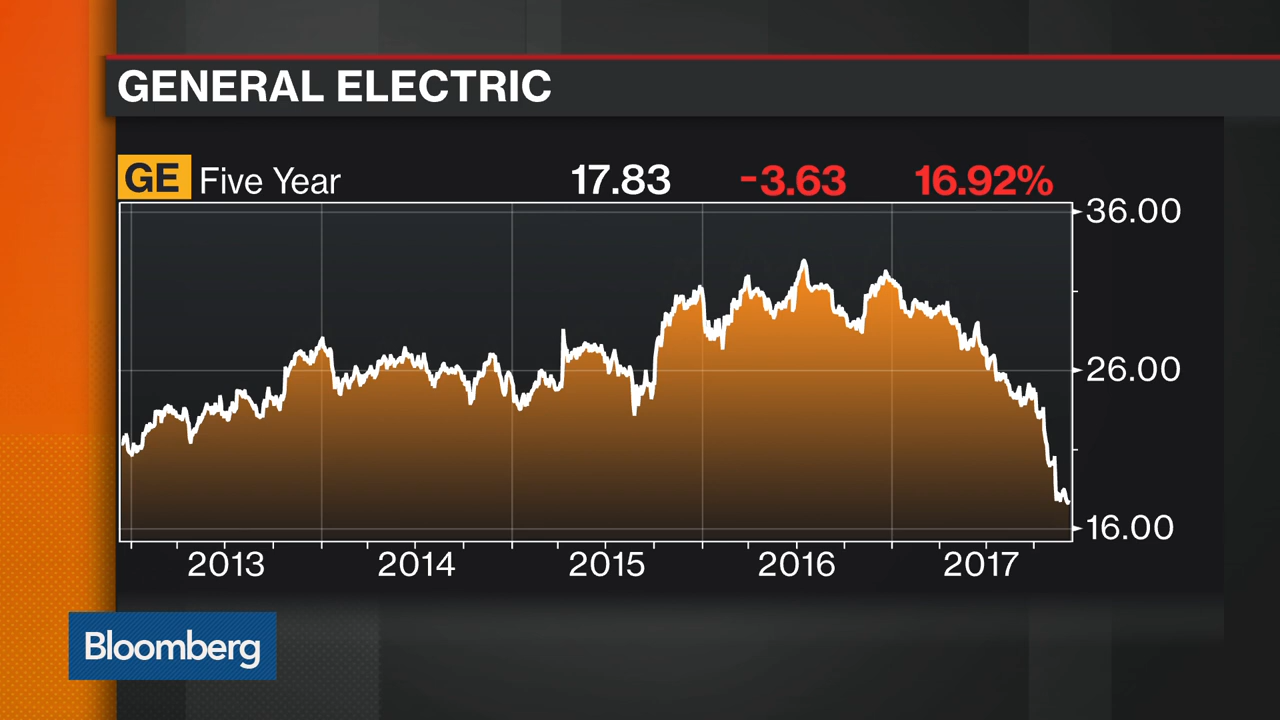 GENERAL ELECTRIC
GE Five Year 17.83 -3.63 16.92%
36.00
26.00
16.00
2013 2014 2015 2016 2017
Bloomberg